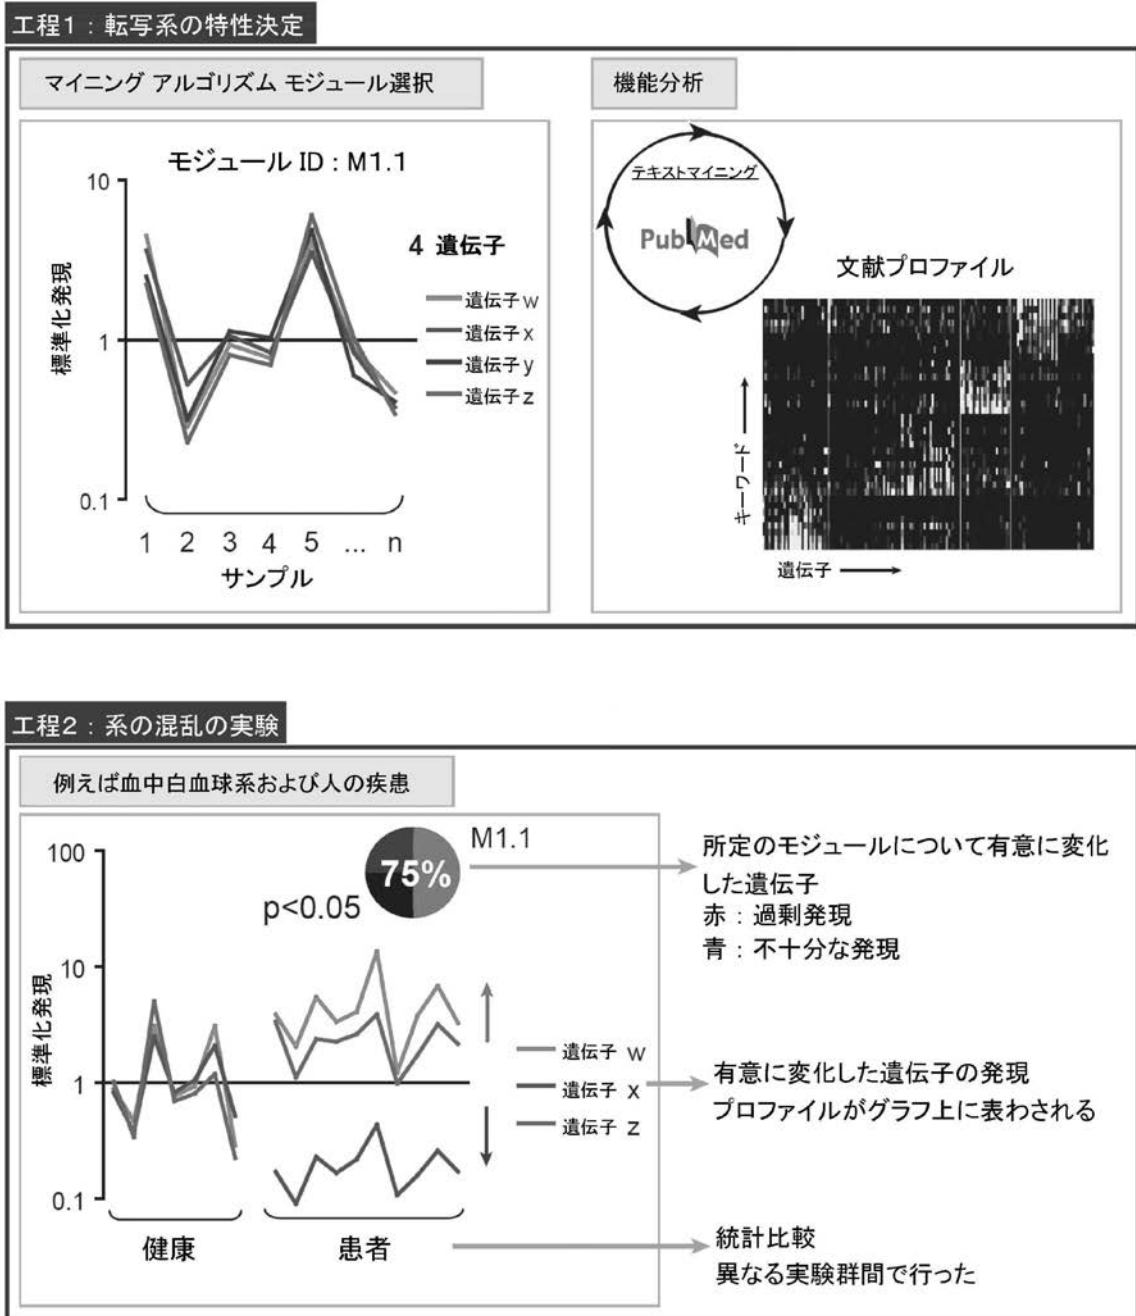 工程1：転写系の特性決定
マイニング アルゴリズム モジュール選択
モジュール ID : M1.1
10
1
0.1
標準化発現
4 遺伝子
遺伝子 w
遺伝子 x
遺伝子 y
遺伝子 z
1 2 3 4 5 ... n
サンプル
機能分析
テキストマイニング
PubMed
文献プロファイル
キーワード
遺伝子
工程2：系の混乱の実験
例えば血中白血球系および人の疾患
100
10
1
0.1
標準化発現
75%
M1.1
p<0.05
遺伝子 w
遺伝子 x
遺伝子 z
健康
患者
所定のモジュールについて有意に変化
した遺伝子
赤：過剰発現
青：不十分な発現
有意に変化した遺伝子の発現
プロファイルがグラフ上に表わされる
統計比較
異なる実験群間で行った